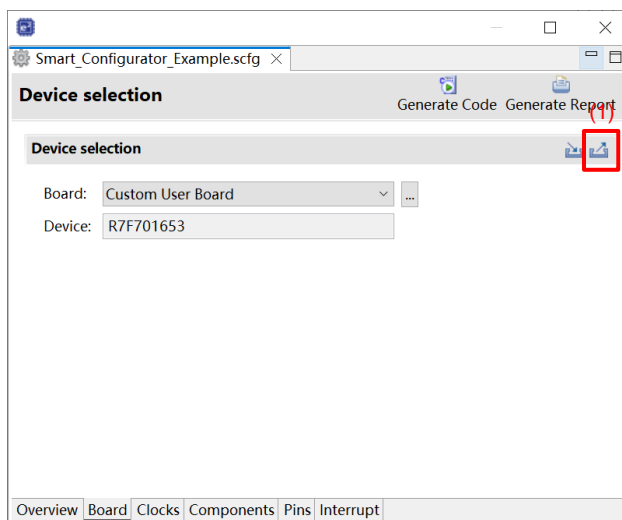 Smart_Configurator_Example.scfg
Device selection
Generate Code Generate Report
(1)
Device selection
Board: Custom User Board ...
Device: R7F701653
Overview Board Clocks Components Pins Interrupt